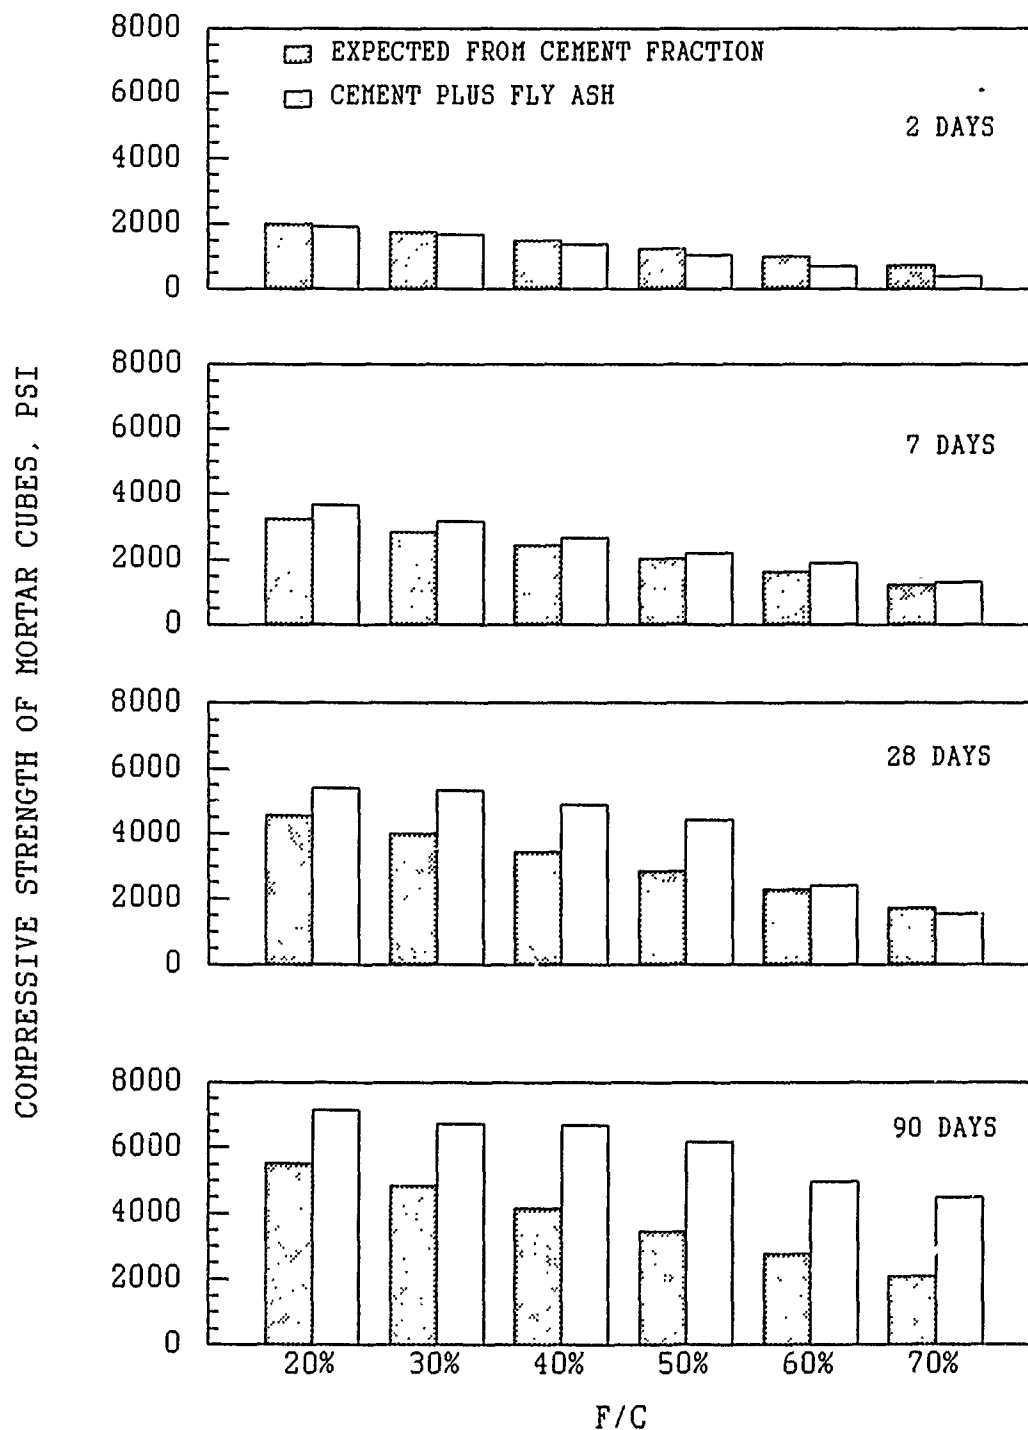 COMPRESSIVE STRENGTH OF MORTAR CUBES, PSI
8000
6000
4000
2000
0
EXPECTED FROM CEMENT FRACTION
CEMENT PLUS FLY ASH
2 DAYS
8000
6000
4000
2000
0
7 DAYS
8000
6000
4000
2000
0
28 DAYS
8000
6000
4000
2000
0
90 DAYS
20% 30% 40% 50% 60% 70%
F/C